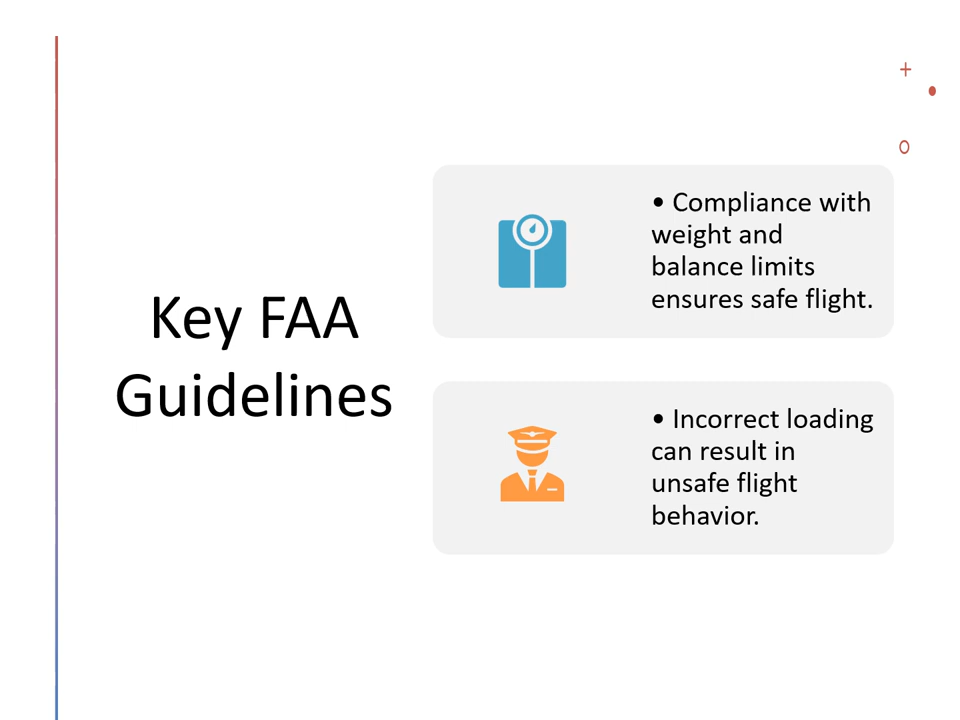 Key FAA
Guidelines
• Compliance with
weight and
balance limits
ensures safe flight.
• Incorrect loading
can result in
unsafe flight
behavior.